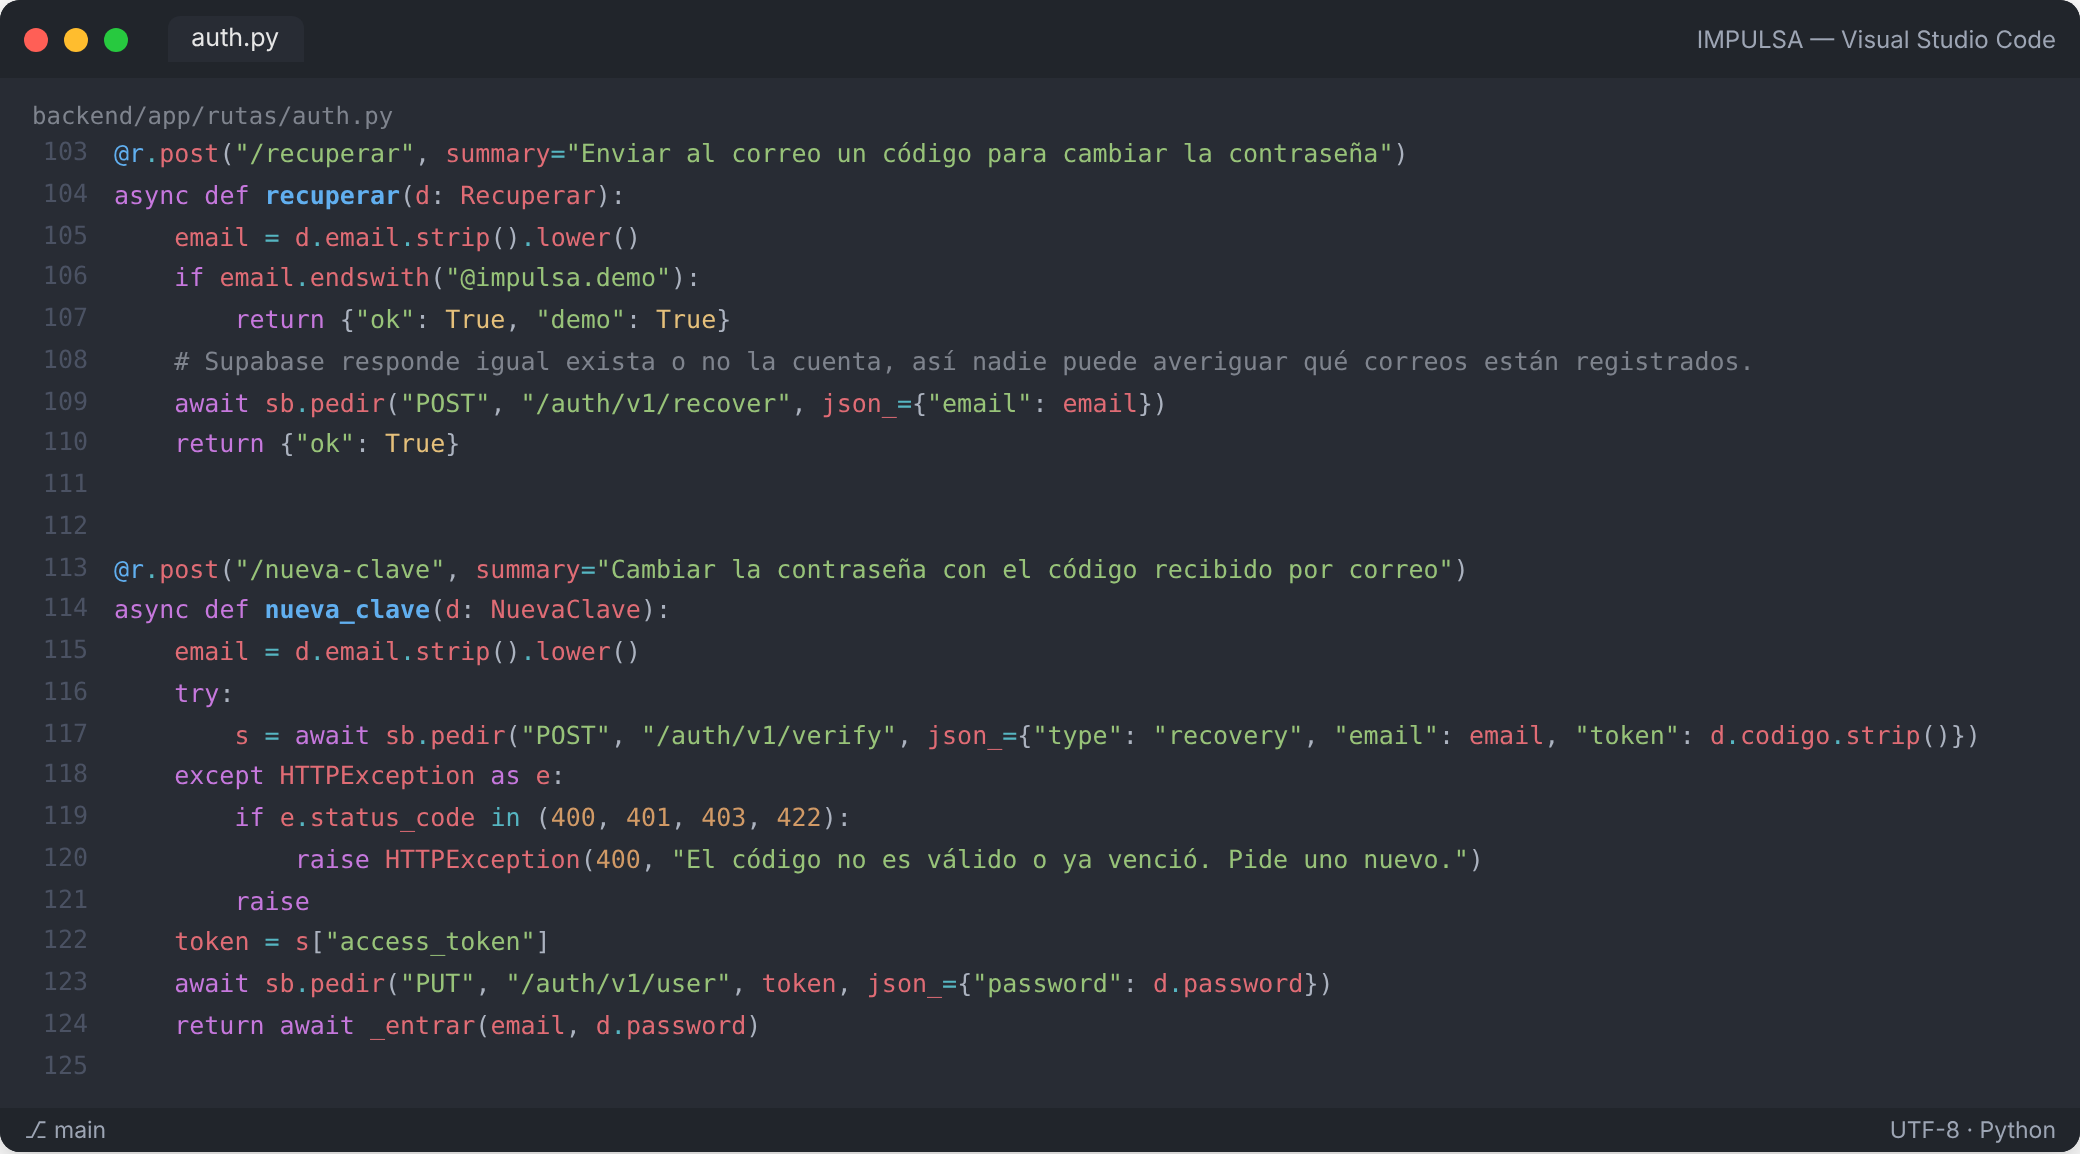 auth.py
IMPULSA — Visual Studio Code
backend/app/rutas/auth.py
103 @r.post("/recuperar", summary="Enviar al correo un código para cambiar la contraseña")
104 async def recuperar(d: Recuperar):
105     email = d.email.strip().lower()
106     if email.endswith("@impulsa.demo"):
107         return {"ok": True, "demo": True}
108     # Supabase responde igual exista o no la cuenta, así nadie puede averiguar qué correos están registrados.
109     await sb.pedir("POST", "/auth/v1/recover", json_={"email": email})
110     return {"ok": True}
111
112
113 @r.post("/nueva-clave", summary="Cambiar la contraseña con el código recibido por correo")
114 async def nueva_clave(d: NuevaClave):
115     email = d.email.strip().lower()
116     try:
117         s = await sb.pedir("POST", "/auth/v1/verify", json_={"type": "recovery", "email": email, "token": d.codigo.strip()})
118     except HTTPException as e:
119         if e.status_code in (400, 401, 403, 422):
120             raise HTTPException(400, "El código no es válido o ya venció. Pide uno nuevo.")
121         raise
122     token = s["access_token"]
123     await sb.pedir("PUT", "/auth/v1/user", token, json_={"password": d.password})
124     return await _entrar(email, d.password)
125
⎇ main
UTF-8 · Python